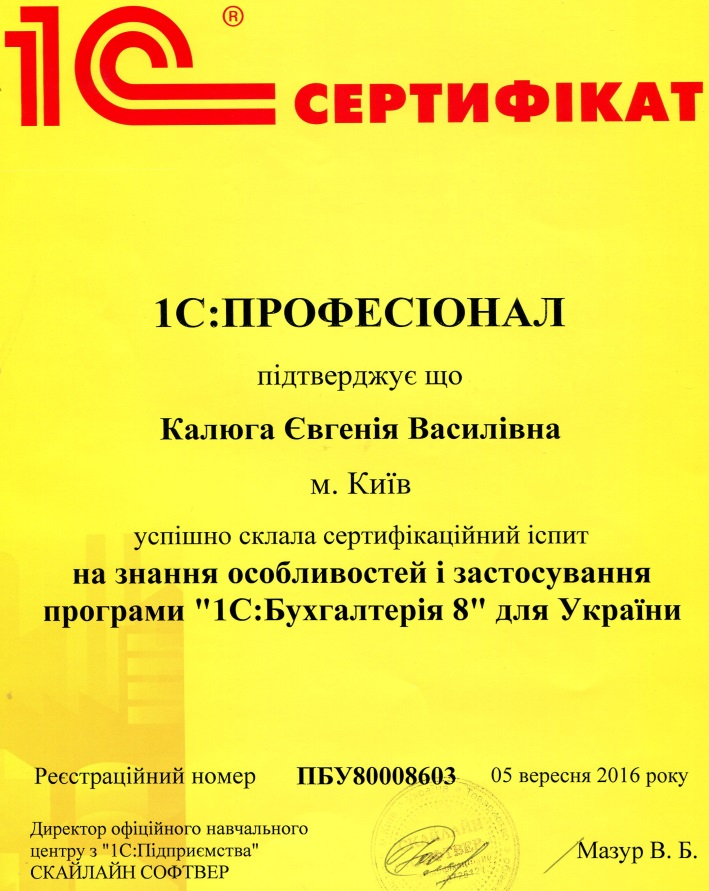 1С® СЕРТИФІКАТ
1С:ПРОФЕСІОНАЛ
підтверджує що
Калюга Євгенія Василівна
м. Київ
успішно склала сертифікаційний іспит
на знання особливостей і застосування
програми "1С:Бухгалтерія 8" для України
Реєстраційний номер ПБУ80008603 05 вересня 2016 року
Директор офіційного навчального
центру з "1С:Підприємства"
СКАЙЛАЙН СОФТВЕР
Мазур В. Б.